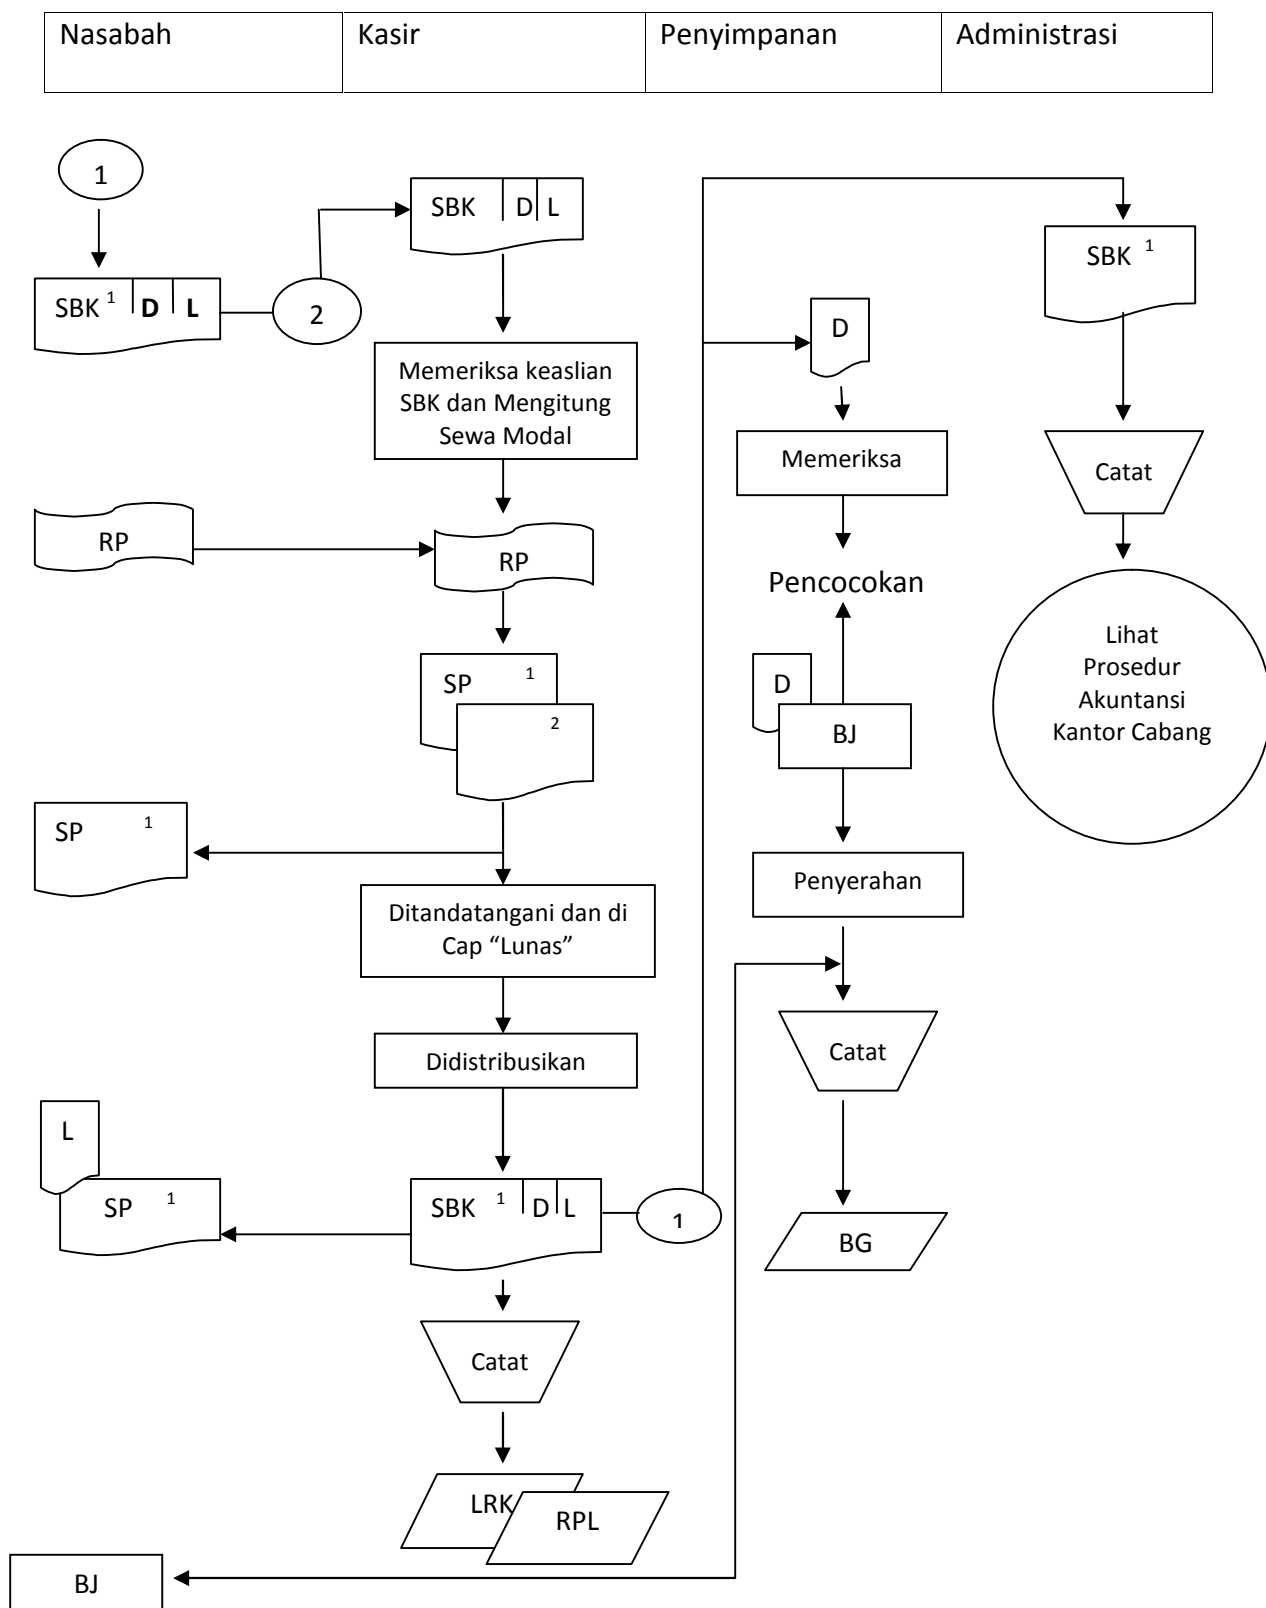 Nasabah
Kasir
Penyimpanan
Administrasi
1
SBK 1 D L
2
SBK D L
Memeriksa keaslian
SBK dan Mengitung
Sewa Modal
RP
RP
SP 1
2
SP 1
Ditandatangani dan di
Cap “Lunas”
Didistribusikan
L
SP 1
SBK 1 D L
1
Catat
LRK
RPL
BJ
D
Memeriksa
Pencocokan
D
BJ
Penyerahan
Catat
BG
SBK 1
Catat
Lihat
Prosedur
Akuntansi
Kantor Cabang